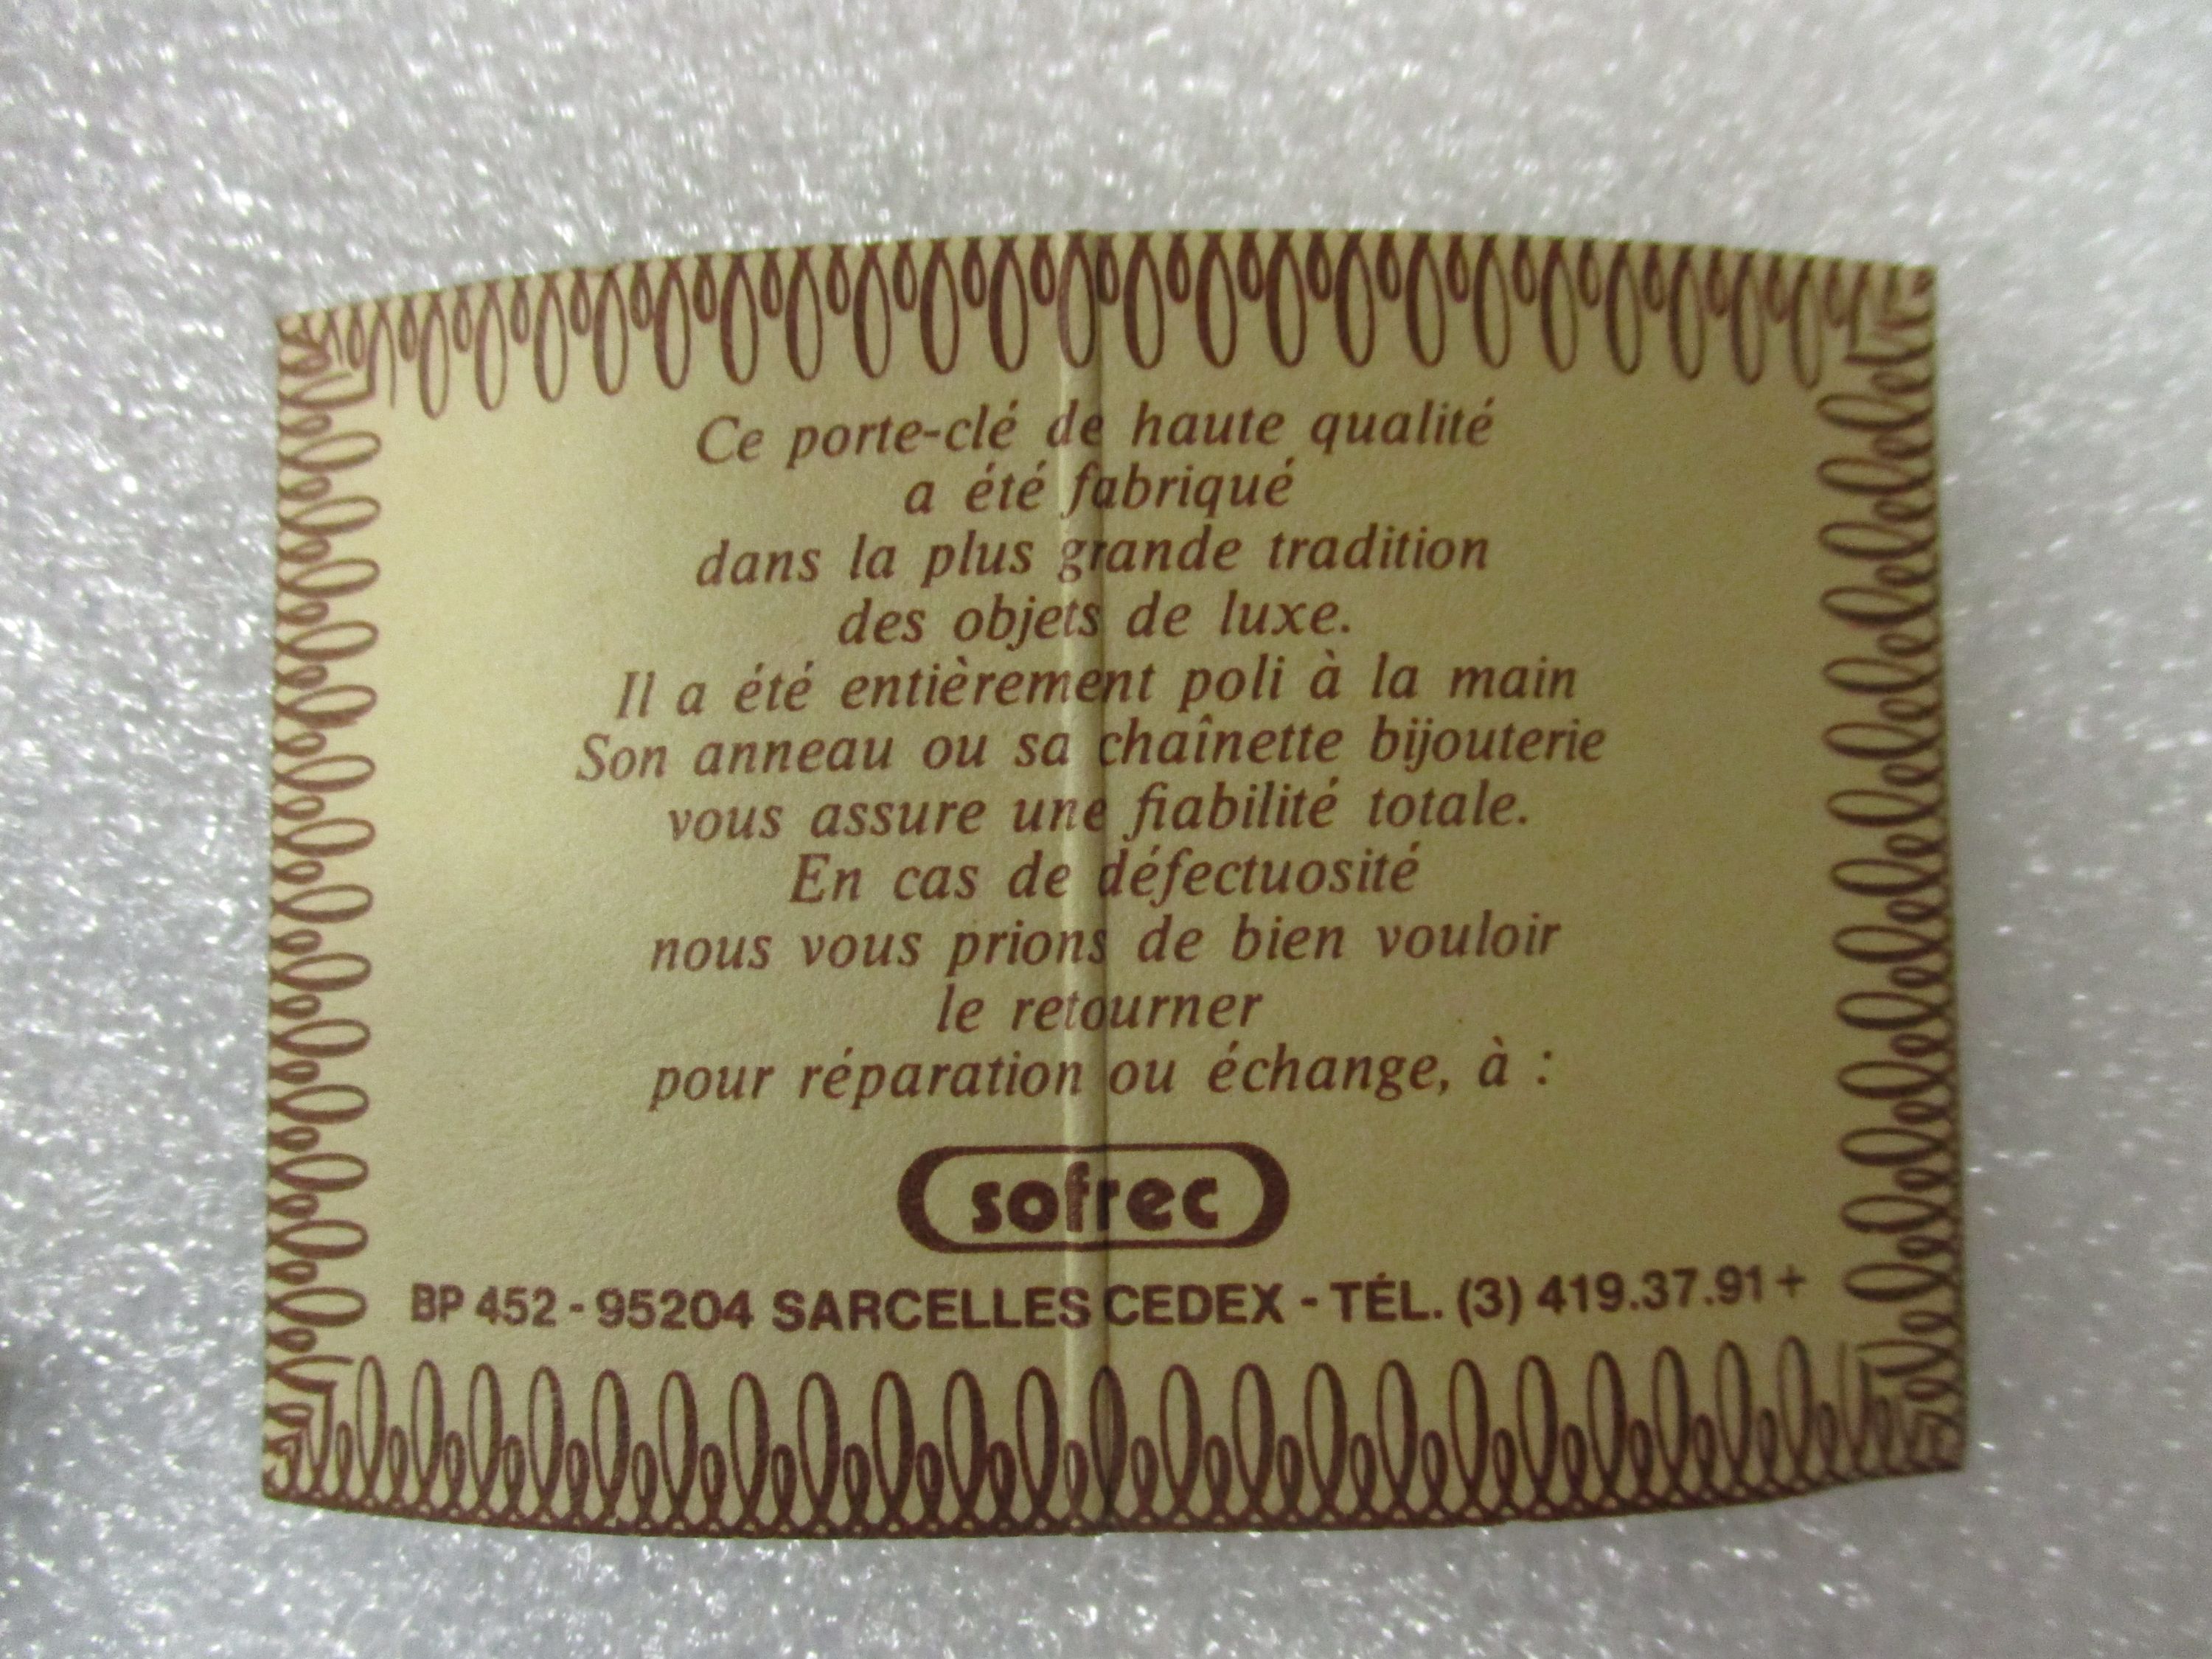 Ce porte-clé de haute qualité
a été fabriqué
dans la plus grande tradition
des objets de luxe.
Il a été entièrement poli à la main
Son anneau ou sa chaînette bijouterie
vous assure une fiabilité totale.
En cas de défectuosité
nous vous prions de bien vouloir
le retourner
pour réparation ou échange, à :
sofrec
BP 452 - 95204 SARCELLES CEDEX - TÉL. (3) 419.37.91 +